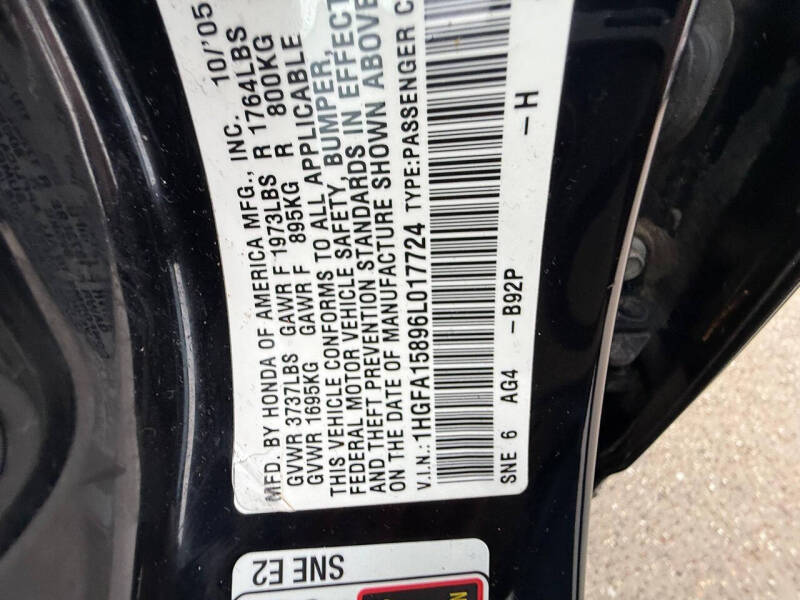 MFD. BY HONDA OF AMERICA MFG., INC. 10/'05
GVWR 3737LBS GAWR F 1973LBS R 1764LBS
GVWR 1695KG GAWR F 895KG R 800KG
THIS VEHICLE CONFORMS TO ALL APPLICABLE
FEDERAL MOTOR VEHICLE SAFETY, BUMPER,
AND THEFT PREVENTION STANDARDS IN EFFECT
ON THE DATE OF MANUFACTURE SHOWN ABOVE
V.I.N.:1HGFA15896L017724 TYPE:PASSENGER C
SNE 6 AG4 -B92P -H
SNE E2